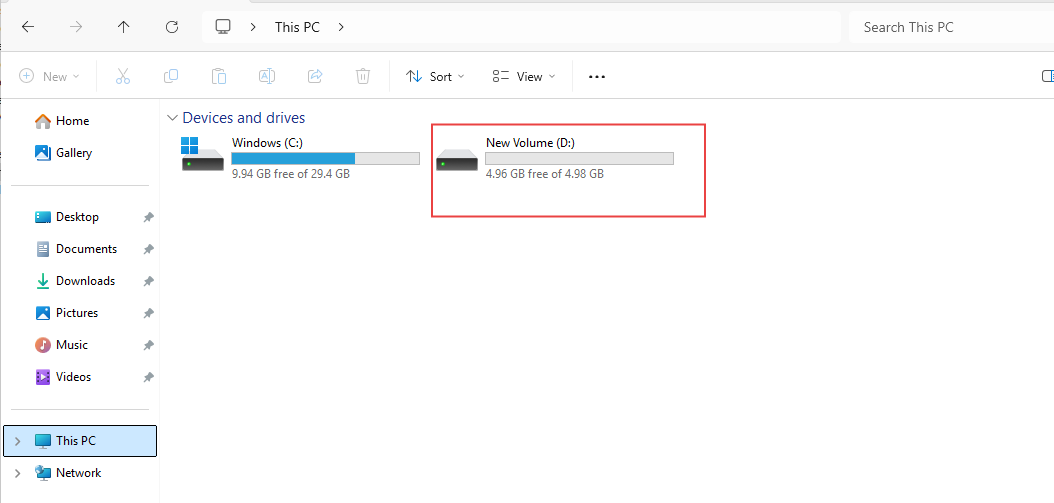 This PC
Search This PC
New
Sort
View
Home
Gallery
Desktop
Documents
Downloads
Pictures
Music
Videos
This PC
Network
Devices and drives
Windows (C:)
9.94 GB free of 29.4 GB
New Volume (D:)
4.96 GB free of 4.98 GB